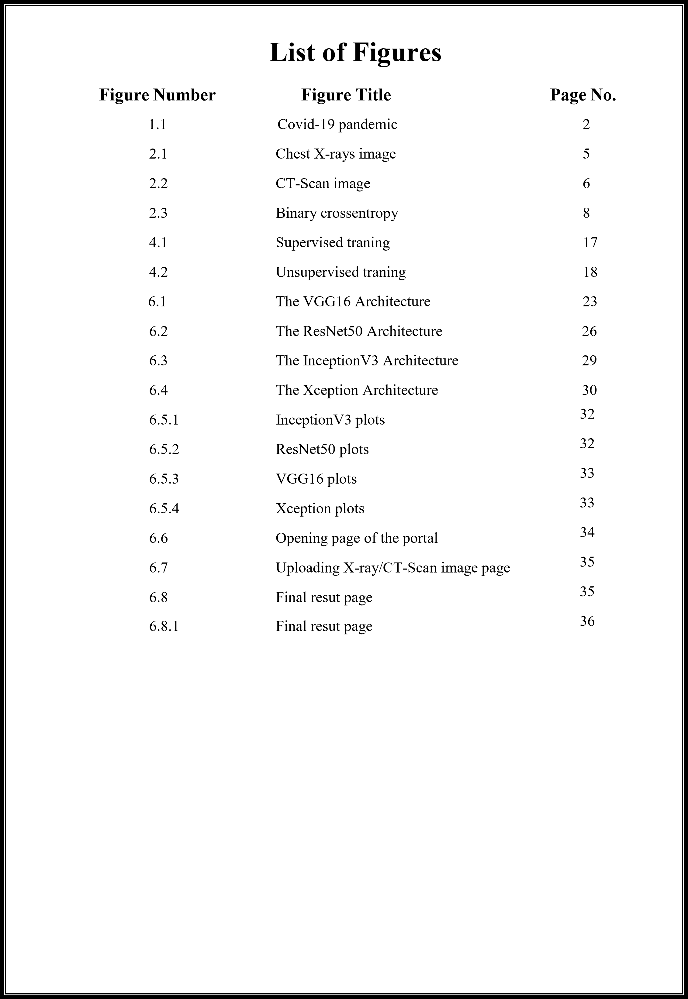 List of Figures
Figure Number Figure Title Page No.
1.1 Covid-19 pandemic 2
2.1 Chest X-rays image 5
2.2 CT-Scan image 6
2.3 Binary crossentropy 8
4.1 Supervised traning 17
4.2 Unsupervised traning 18
6.1 The VGG16 Architecture 23
6.2 The ResNet50 Architecture 26
6.3 The InceptionV3 Architecture 29
6.4 The Xception Architecture 30
6.5.1 InceptionV3 plots 32
6.5.2 ResNet50 plots 32
6.5.3 VGG16 plots 33
6.5.4 Xception plots 33
6.6 Opening page of the portal 34
6.7 Uploading X-ray/CT-Scan image page 35
6.8 Final resut page 35
6.8.1 Final resut page 36